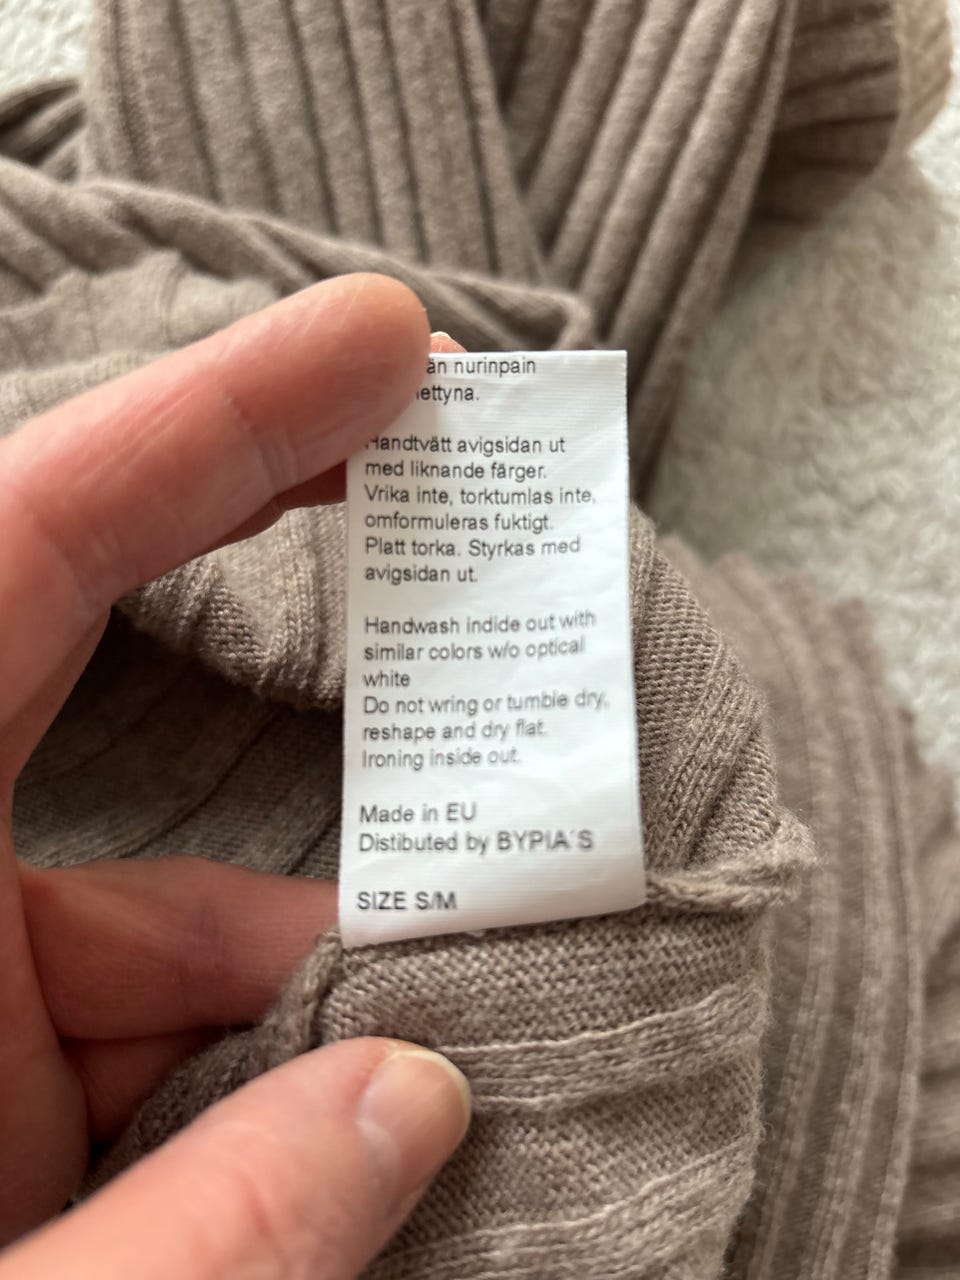 nurinpain
Handtvätt avigsidan ut
med liknande färger.
Vrika inte, torktumlas inte,
omformuleras fuktigt.
Platt torka. Styrkas med
avigsidan ut.
Handwash indide out with
similar colors w/o optical
white
Do not wring or tumble dry,
reshape and dry flat.
Ironing inside out.
Made in EU
Distibuted by BYPIA´S
SIZE S/M